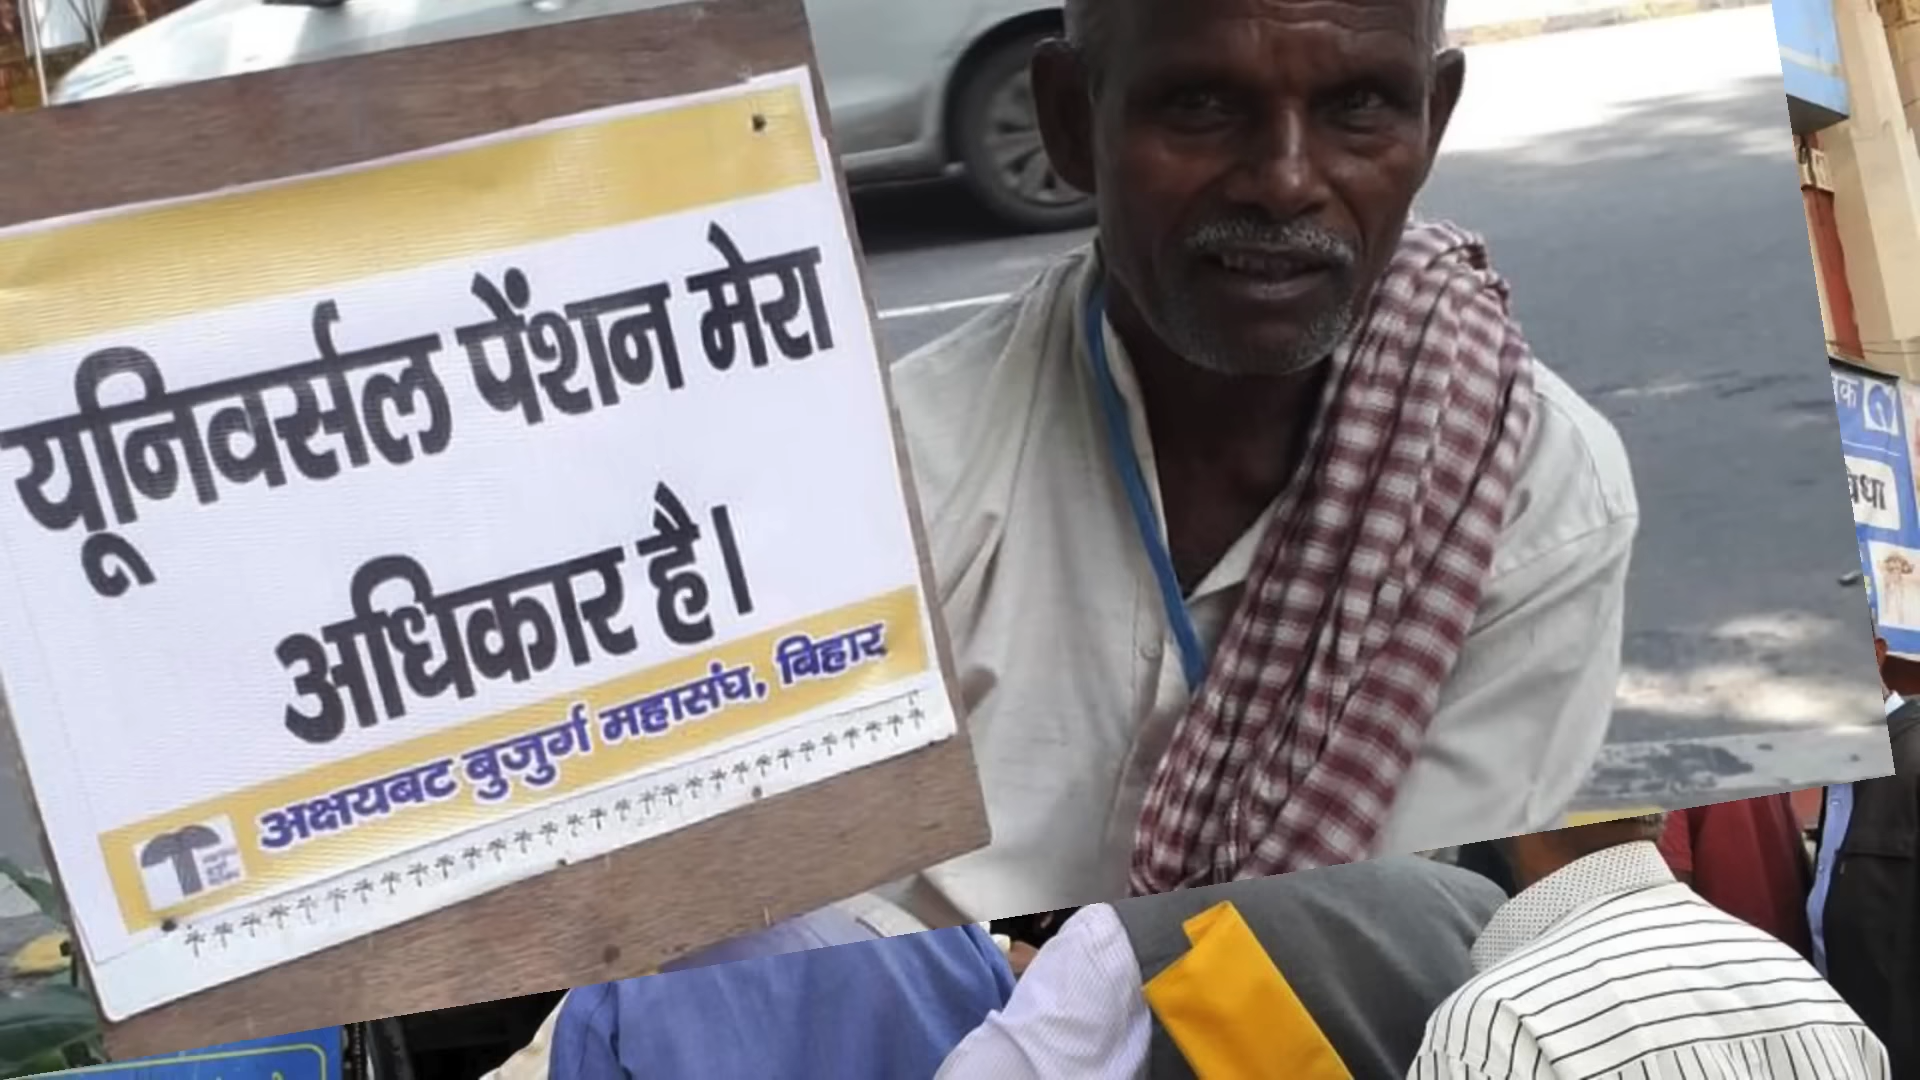 यूनिवर्सल पेंशन मेरा
अधिकार है।
अक्षयबट बुजुर्ग महासंघ, बिहार